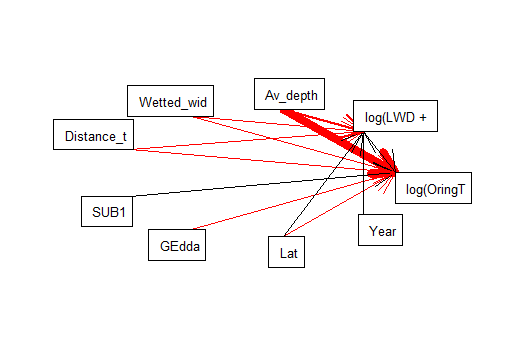 Av_depth
Wetted_wid
log(LWD +
Distance_t
log(OringT
SUB1
Year
GEdda
Lat